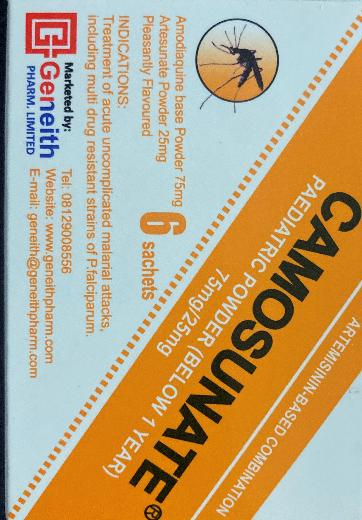 ARTEMISININ-BASED COMBINATION
CAMOSUNATE®
PAEDIATRIC POWDER (BELOW 1 YEAR)
75mg/25mg
Amodiaquine base Powder 75mg
Artesunate Powder 25mg
Pleasantly Flavoured
6 sachets
INDICATIONS:
Treatment of acute uncomplicated malarial attacks,
including multi drug resistant strains of P.falciparum.
Marketed by:
Geneith
PHARM. LIMITED
Tel: 08129008556
Website: www.geneithpharm.com
E-mail: geneith@geneithpharm.com